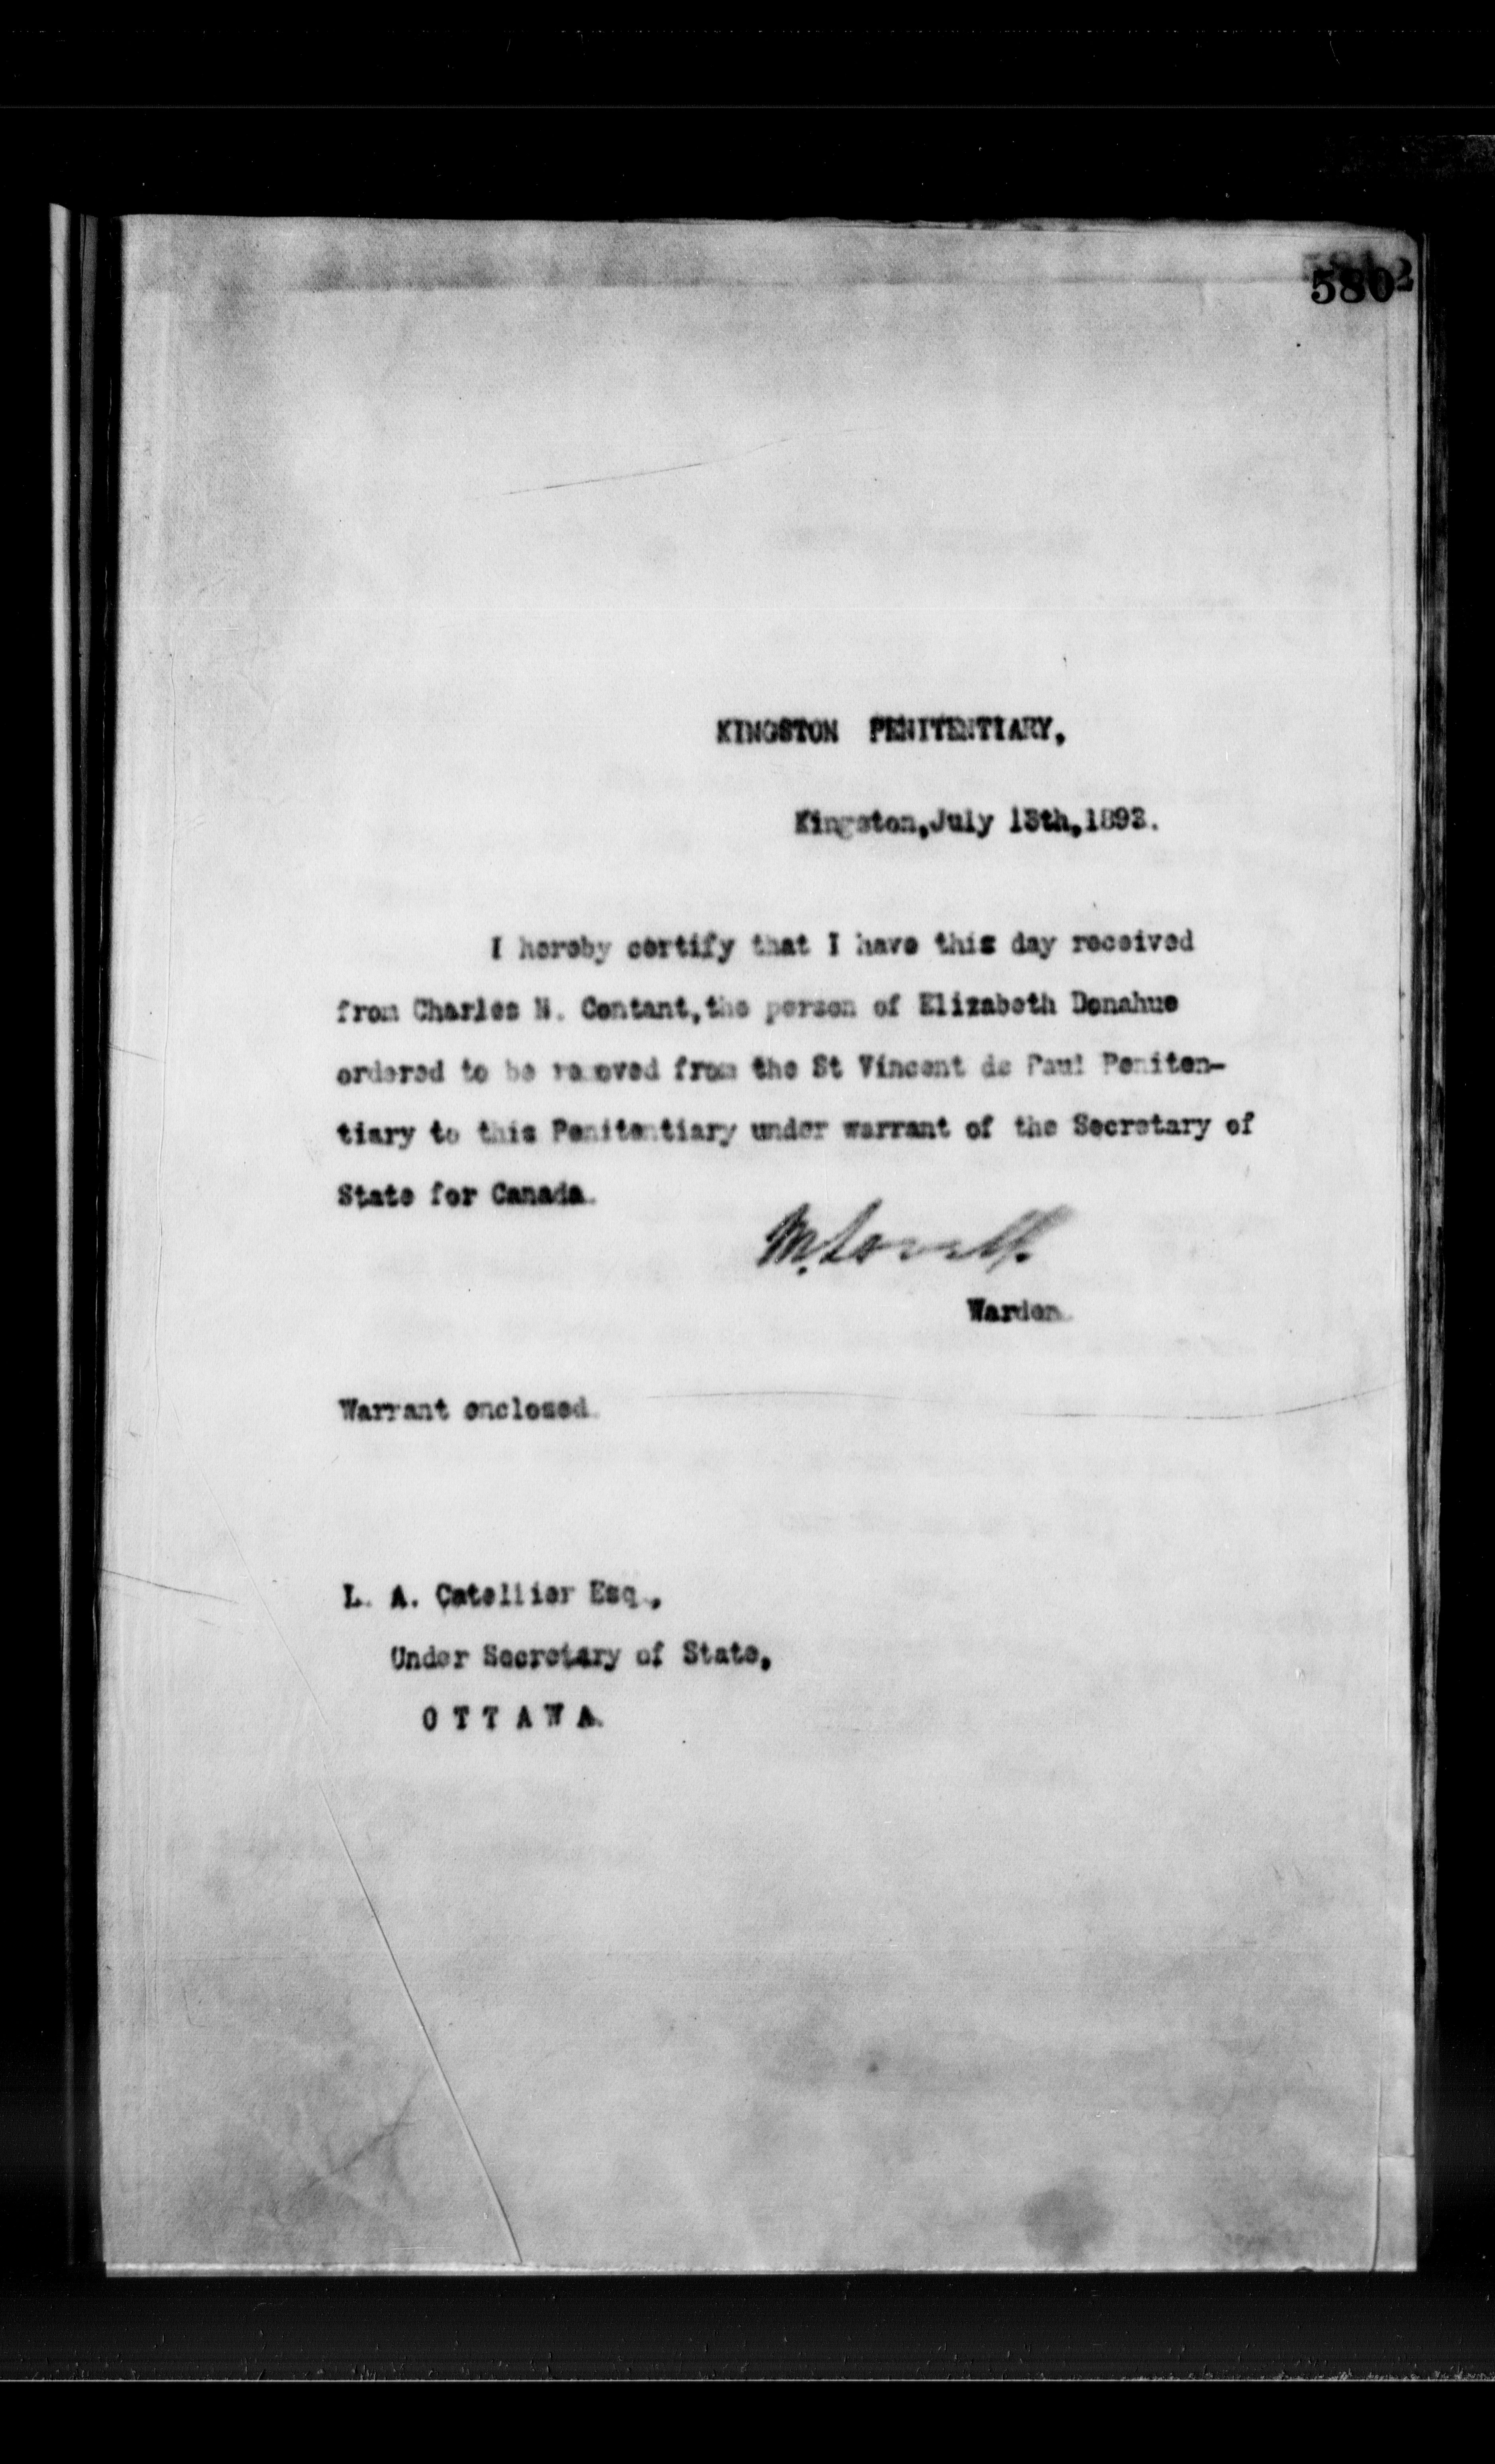 580
KINGSTON PENITENTIARY,
Kingston, July 13th, 1893.
I hereby certify that I have this day received
from Charles N. Contant, the person of Elizabeth Donahue
ordered to be removed from the St Vincent de Paul Peniten-
tiary to this Penitentiary under warrant of the Secretary of
State for Canada.
M. Lavell.
Warden.
Warrant enclosed.
L. A. Catellier Esq.,
Under Secretary of State,
O T T A W A.